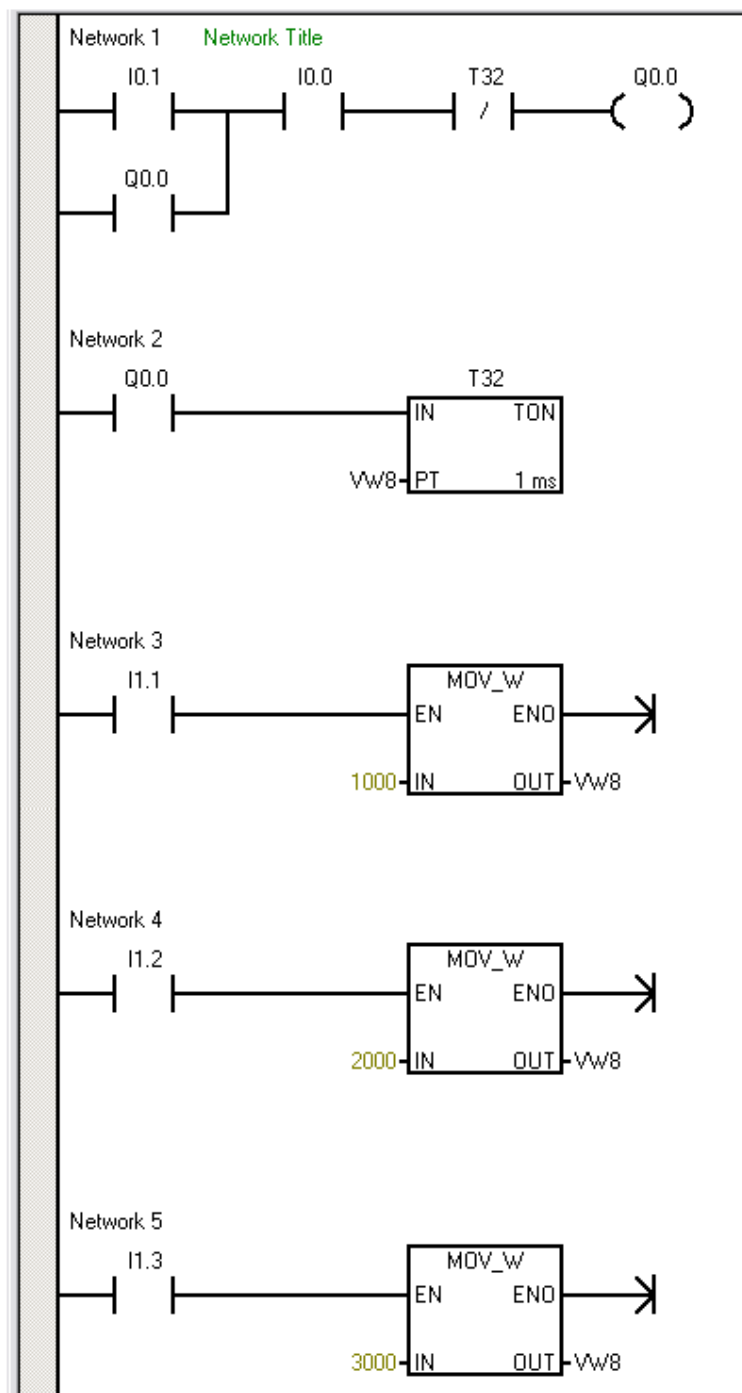 Network 1 Network Title
I0.1 I0.0 T32 Q0.0
/
Q0.0
Network 2
Q0.0 T32
IN TON
VW8 PT 1 ms
Network 3
I1.1 MOV_W
EN ENO
1000 IN OUT VW8
Network 4
I1.2 MOV_W
EN ENO
2000 IN OUT VW8
Network 5
I1.3 MOV_W
EN ENO
3000 IN OUT VW8